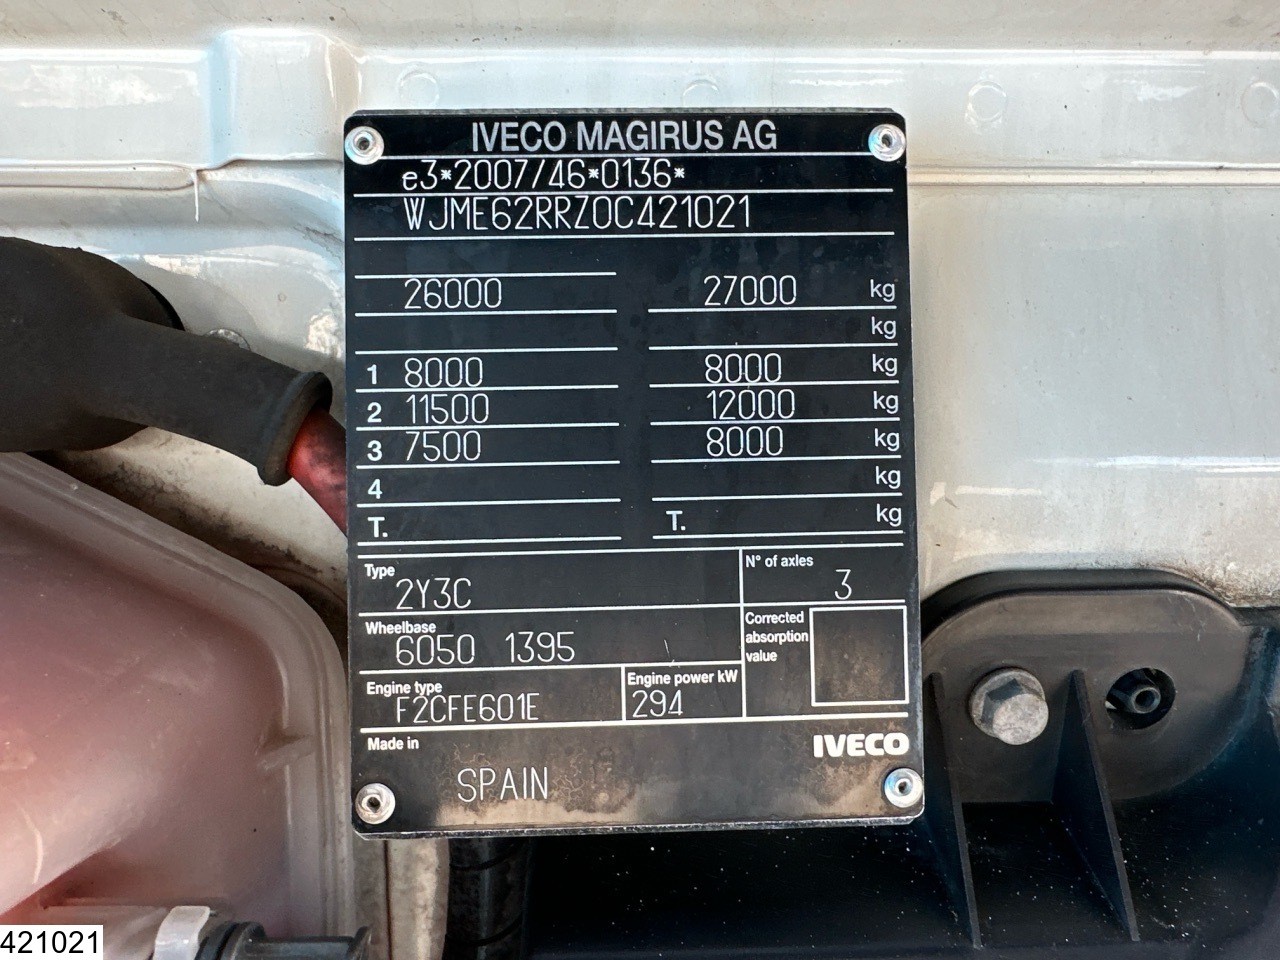 IVECO MAGIRUS AG
e3*2007/46*0136*
WJME62RRZ0C421021
26000 27000 kg
kg
1 8000 8000 kg
2 11500 12000 kg
3 7500 8000 kg
4 kg
T. T. kg
Type 2Y3C
N° of axles 3
Wheelbase 6050 1395
Corrected
absorption
value
Engine type F2CFE601E
Engine power kW 294
Made in SPAIN
IVECO
421021